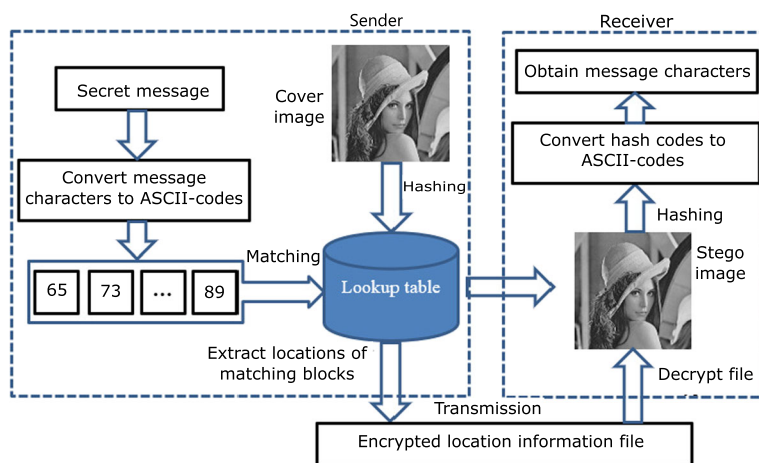 Sender
Receiver
Secret message
Cover
image
Obtain message characters
Convert message
characters to ASCII-codes
Hashing
Convert hash codes to
ASCII-codes
Hashing
65 73 ... 89
Matching
Lookup table
Stego
image
Extract locations of
matching blocks
Decrypt file
Transmission
Encrypted location information file